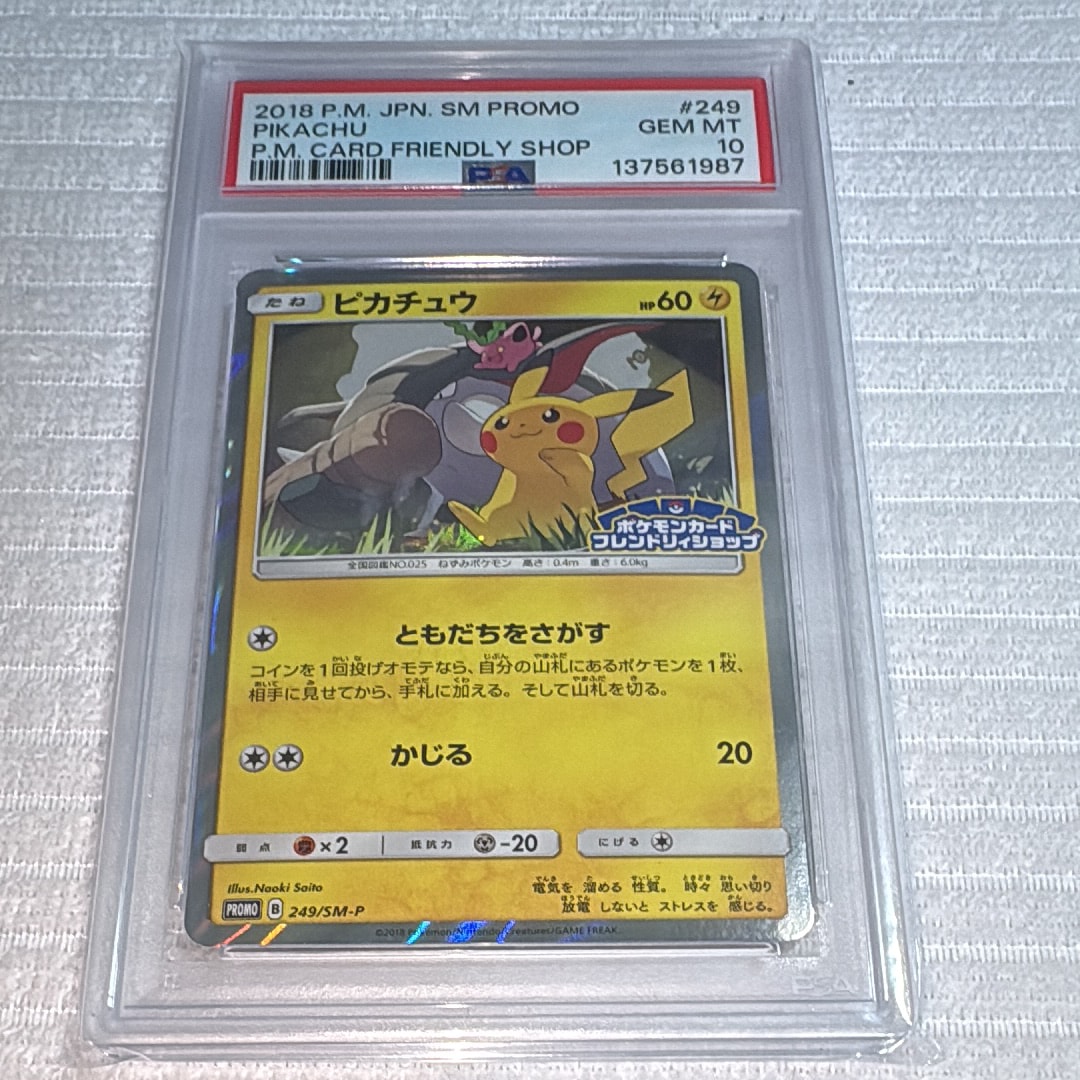 2018 P.M. JPN. SM PROMO #249
PIKACHU GEM MT
P.M. CARD FRIENDLY SHOP 10
PSA 137561987
たね ピカチュウ HP60
ポケモンカード
フレンドリィショップ
全国図鑑NO.025 ねずみポケモン 高さ:0.4m 重さ:6.0kg
ともだちをさがす
コインを1回投げオモテなら、自分の山札にあるポケモンを1枚、
相手に見せてから、手札に加える。そして山札を切る。
かじる 20
弱点 ×2 抵抗力 -20 にげる
Illus.Naoki Saito
電気を 溜める 性質。 時々 思い切り
放電 しないと ストレスを 感じる。
PROMO B 249/SM-P
©2018 Pokémon/Nintendo/Creatures/GAME FREAK.
PSA